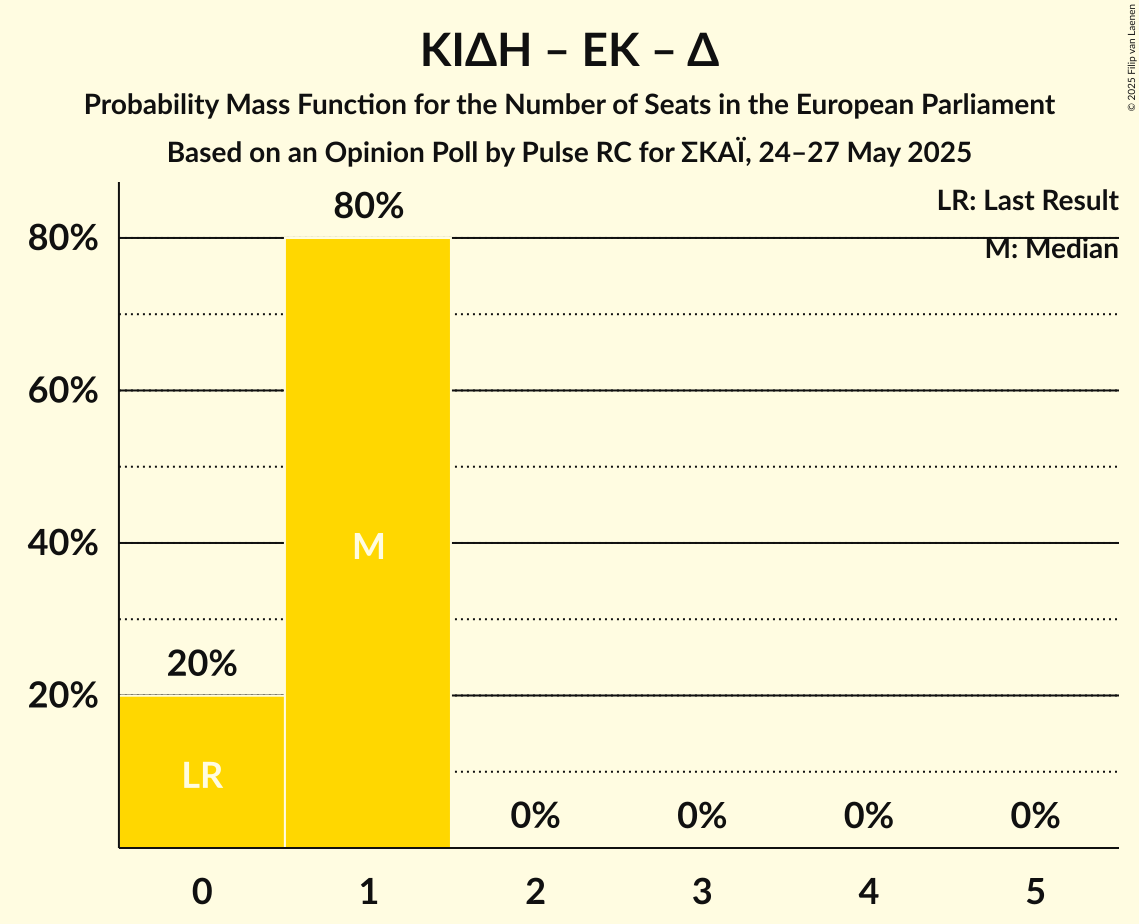 ΚΙΔΗ – ΕΚ – Δ
Probability Mass Function for the Number of Seats in the European Parliament
Based on an Opinion Poll by Pulse RC for ΣΚΑΪ, 24–27 May 2025
© 2025 Filip van Laenen
LR: Last Result
M: Median
80%
60%
40%
20%
20%
80%
0%
0%
0%
0%
LR
M
0
1
2
3
4
5